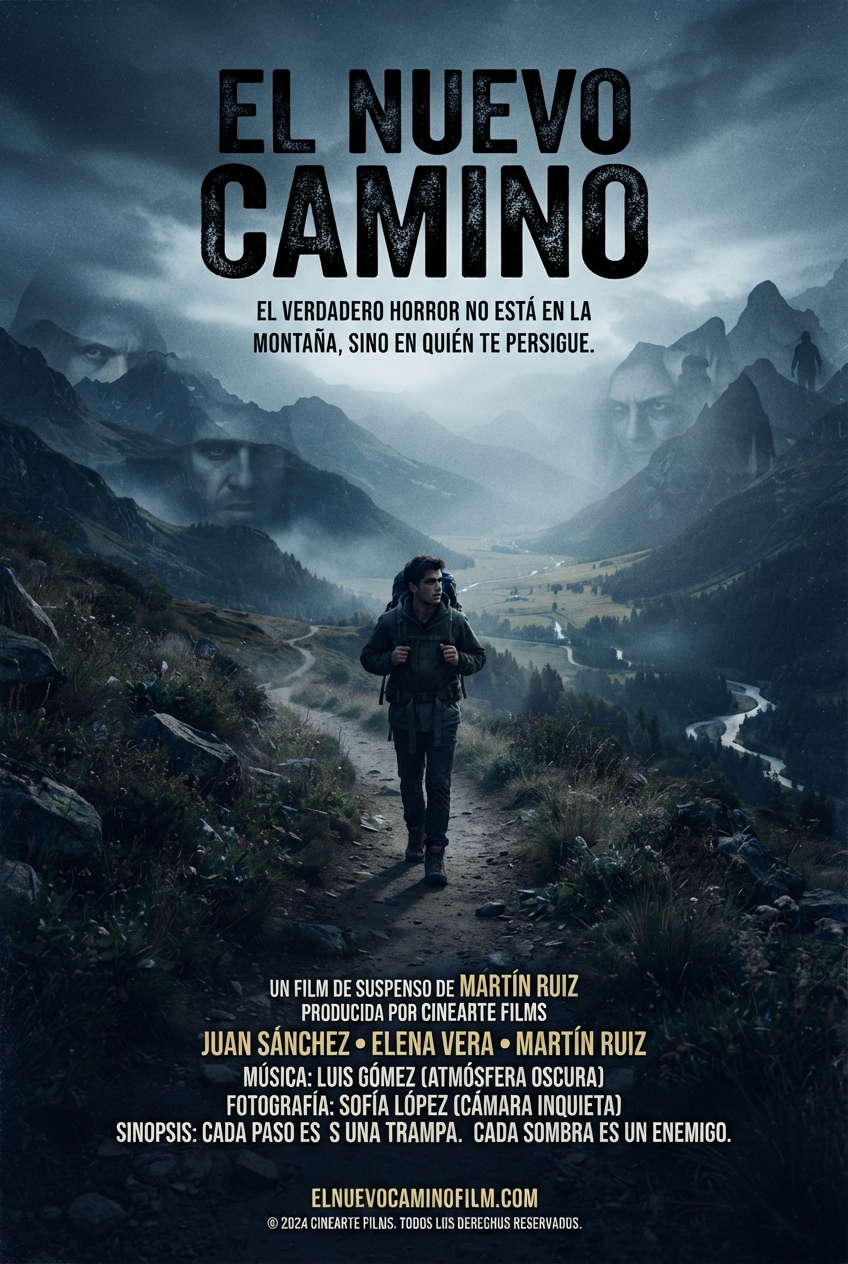 EL NUEVO
CAMINO
EL VERDADERO HORROR NO ESTÁ EN LA
MONTAÑA, SINO EN QUIÉN TE PERSIGUE.
UN FILM DE SUSPENSO DE MARTÍN RUIZ
PRODUCIDA POR CINEARTE FILMS
JUAN SÁNCHEZ • ELENA VERA • MARTÍN RUIZ
MÚSICA: LUIS GÓMEZ (ATMÓSFERA OSCURA)
FOTOGRAFÍA: SOFÍA LÓPEZ (CÁMARA INQUIETA)
SINOPSIS: CADA PASO ES S UNA TRAMPA. CADA SOMBRA ES UN ENEMIGO.
ELNUEVOCAMINOFILM.COM
© 2024 CINEARTE PILNS. TODOS LIIS DERECHUS RESERVADOS.